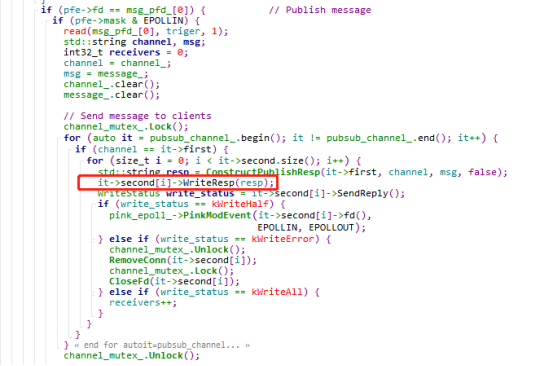 if (pfe->fd == msg_pfd_[0]) { // Publish message
if (pfe->mask & EPOLLIN) {
read(msg_pfd_[0], triger, 1);
std::string channel, msg;
int32_t receivers = 0;
channel = channel_;
msg = message_;
channel_.clear();
message_.clear();
// Send message to clients
channel_mutex_.Lock();
for (auto it = pubsub_channel_.begin(); it != pubsub_channel_.end(); it++) {
if (channel == it->first) {
for (size_t i = 0; i < it->second.size(); i++) {
std::string resp = ConstructPublishResp(it->first, channel, msg, false);
it->second[i]->WriteResp(resp);
WriteStatus write_status = it->second[i]->SendReply();
if (write_status == kWriteHalf) {
pink_epoll_->PinkModEvent(it->second[i]->fd(),
EPOLLIN, EPOLLOUT);
} else if (write_status == kWriteError) {
channel_mutex_.Unlock();
RemoveConn(it->second[i]);
channel_mutex_.Lock();
CloseFd(it->second[i]);
} else if (write_status == kWriteAll) {
receivers++;
}
}
}
} « end for autoit=pubsub_channel... »
channel_mutex_.Unlock();